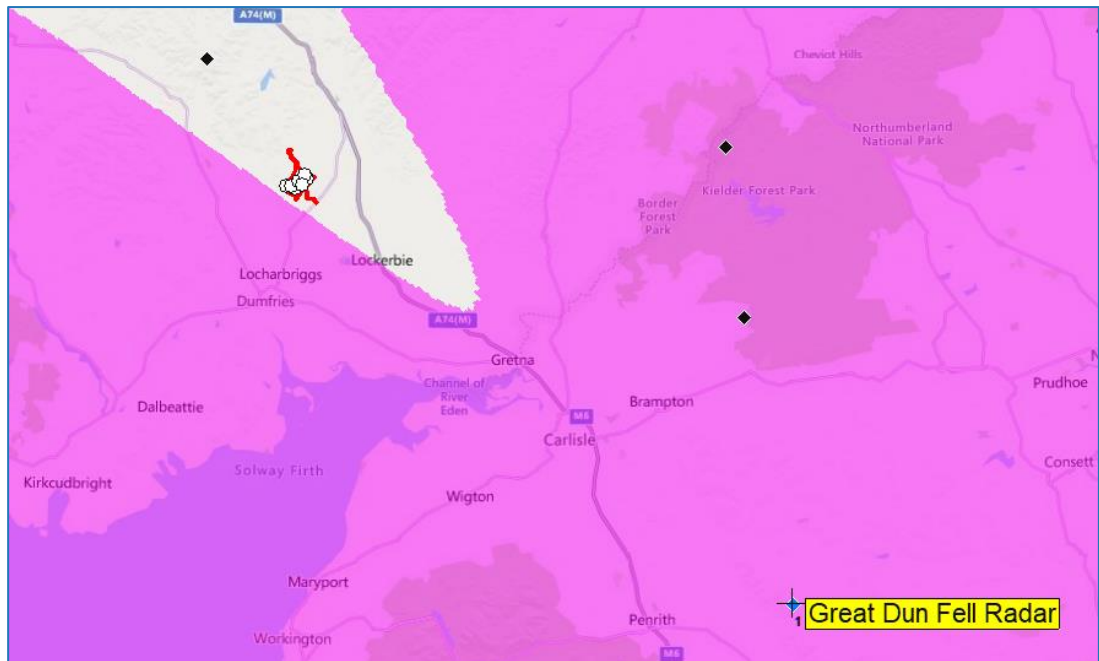 A74(M)
Cheviot Hills
Northumberland
National Park
Kielder Forest Park
Border
Forest
Park
Lockerbie
Locharbriggs
Dumfries
A74(M)
Gretna
Channel of
River
Eden
Prudhoe
Dalbeattie
Brampton
M6
Carlisle
Solway Firth
Consett
Kirkcudbright
Wigton
Maryport
Great Dun Fell Radar
1
Penrith
Workington
M6